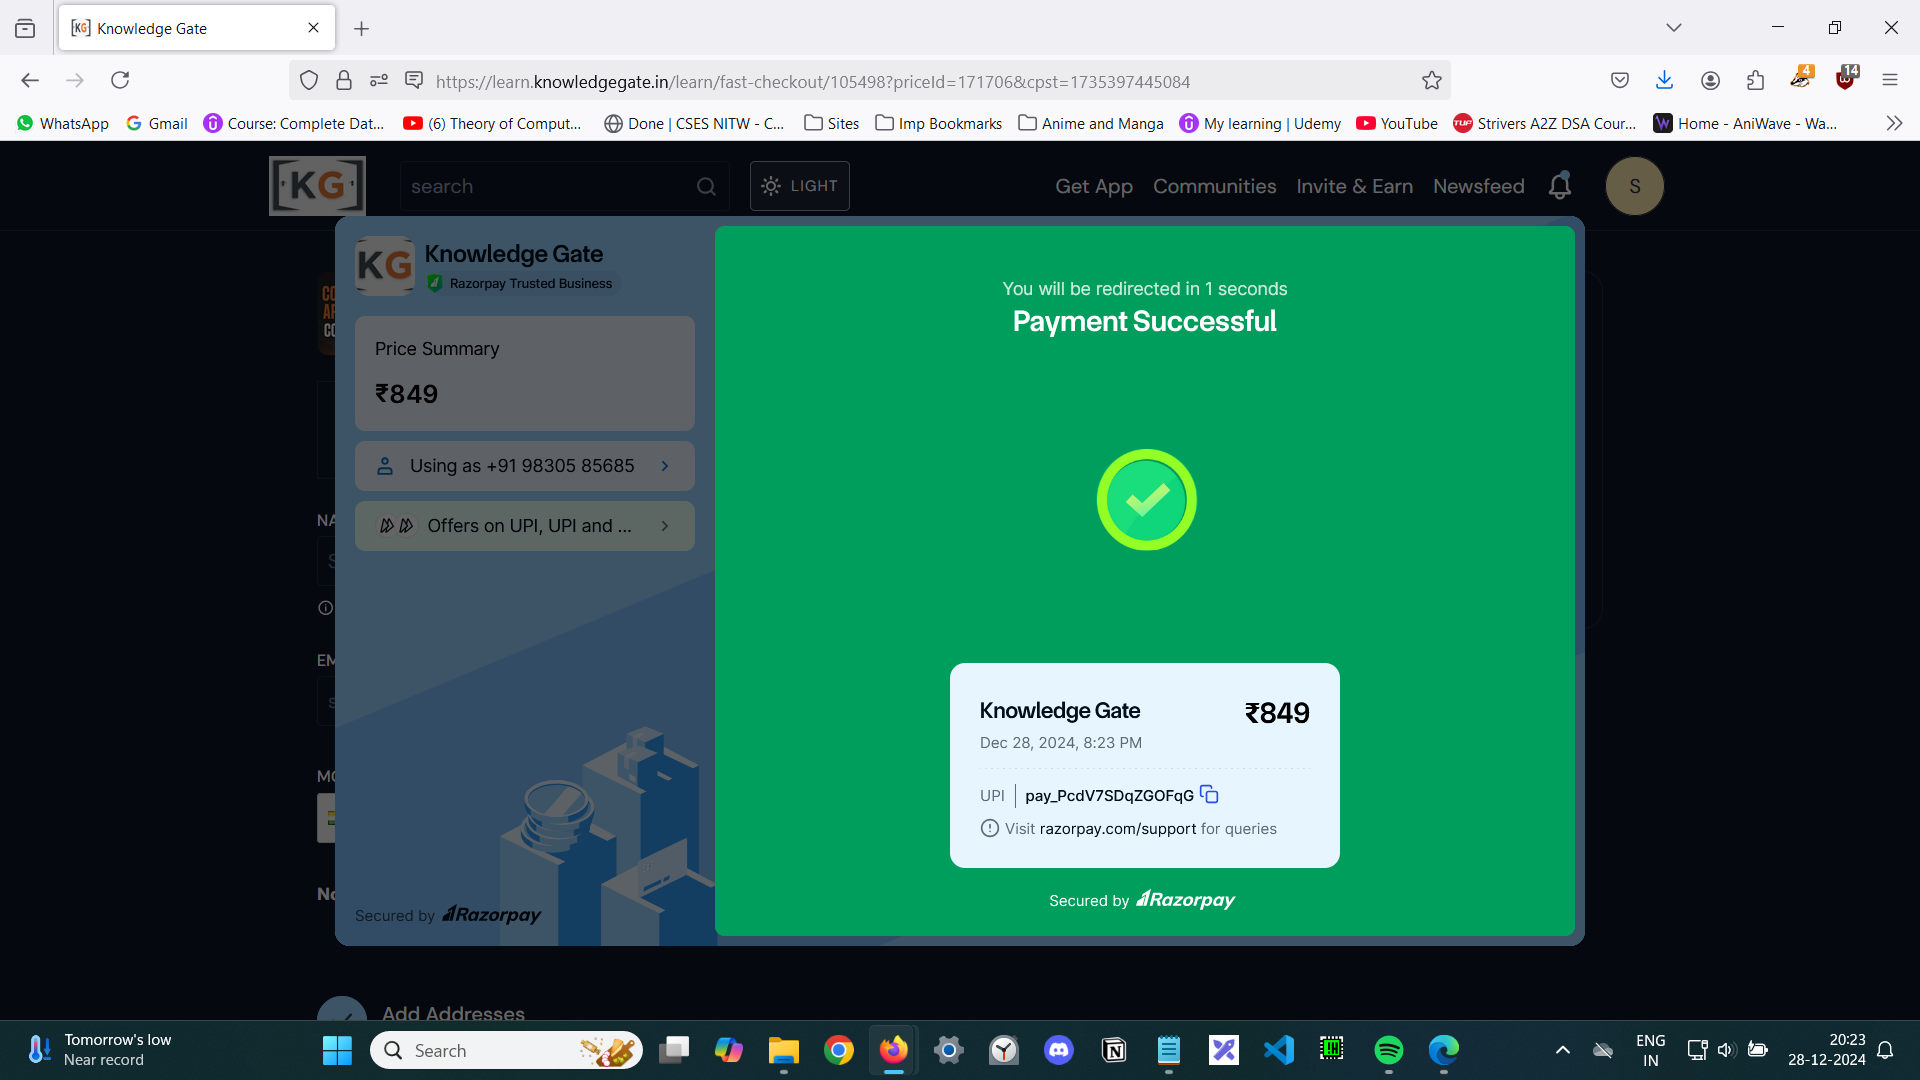 Knowledge Gate
https://learn.knowledgegate.in/learn/fast-checkout/105498?priceId=171706&cpst=1735397445084
4
14
WhatsApp
Gmail
Course: Complete Dat...
(6) Theory of Comput...
Done | CSES NITW - C...
Sites
Imp Bookmarks
Anime and Manga
My learning | Udemy
YouTube
Strivers A2Z DSA Cour...
Home - AniWave - Wa...
KG
search
LIGHT
Get App
Communities
Invite & Earn
Newsfeed
S
KG
Knowledge Gate
Razorpay Trusted Business
Price Summary
₹849
Using as +91 98305 85685
Offers on UPI, UPI and ...
Secured by Razorpay
You will be redirected in 1 seconds
Payment Successful
Knowledge Gate
₹849
Dec 28, 2024, 8:23 PM
UPI | pay_PcdV7SDqZGOFqG
Visit razorpay.com/support for queries
Secured by Razorpay
Add Addresses
Tomorrow's low
Near record
Search
ENG
IN
20:23
28-12-2024